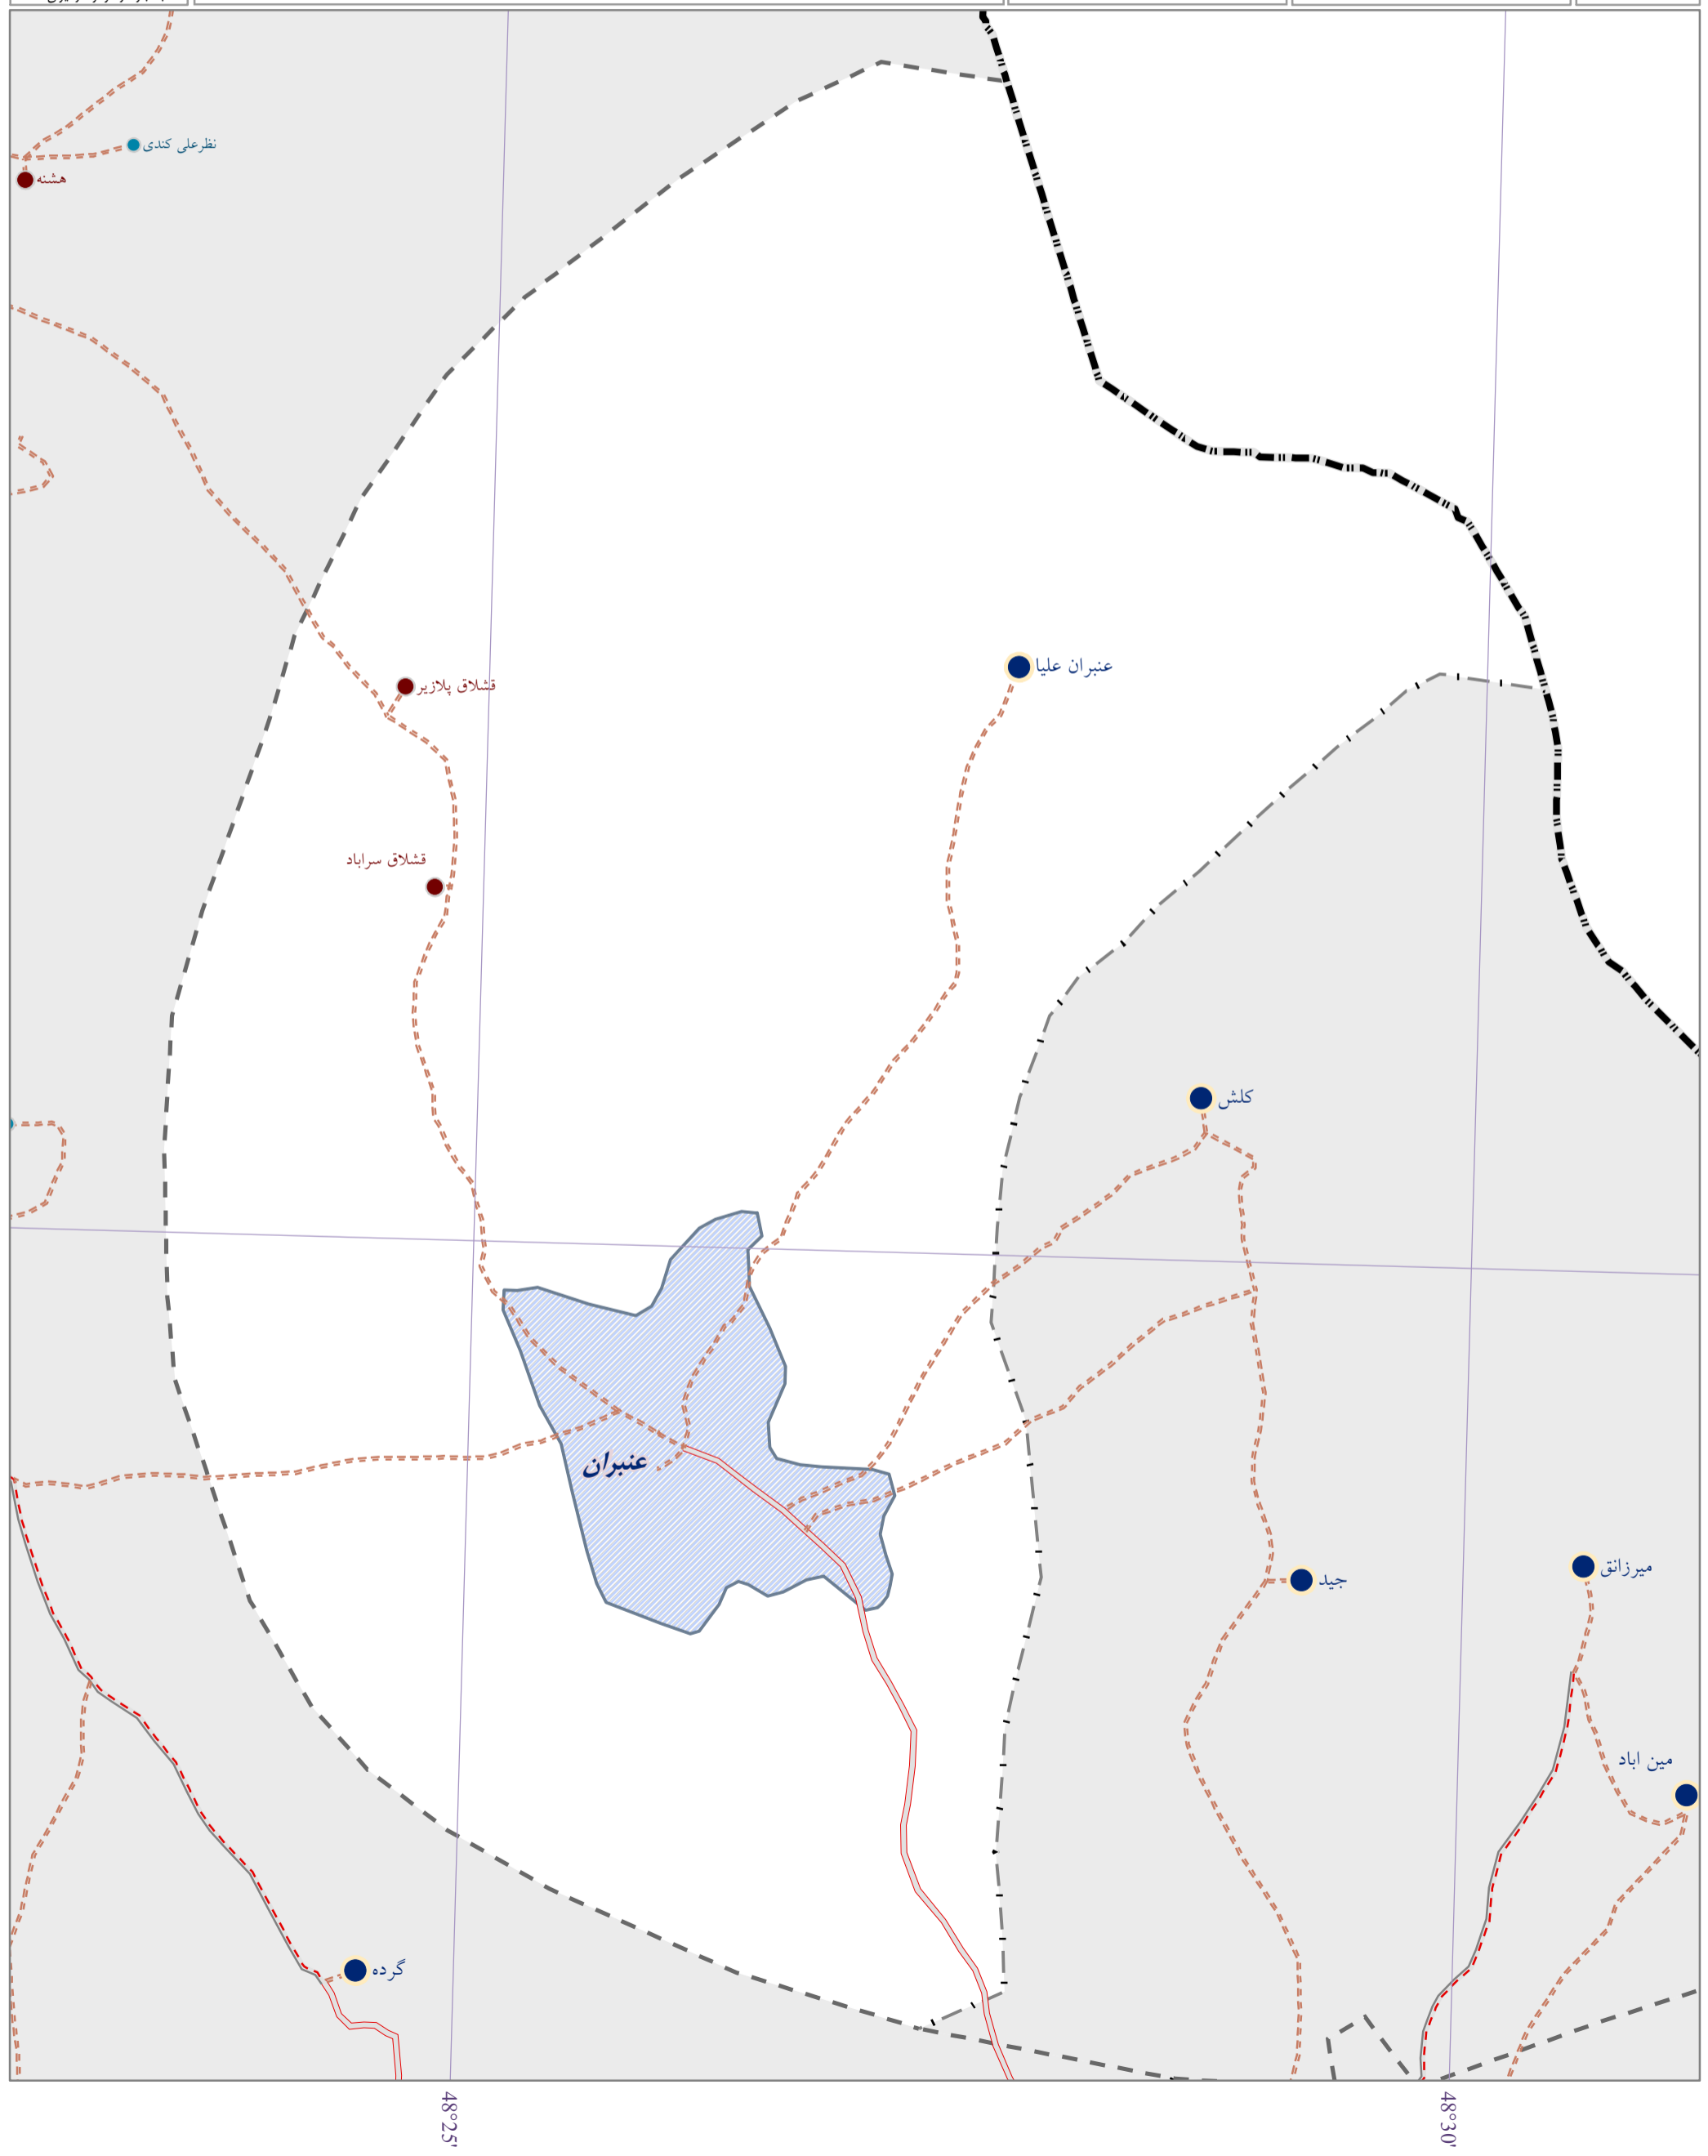 نظرعلی کندی
هشنه
عنبران علیا
قشلاق پلازیر
قشلاق سراباد
کلش
عنبران
میرزانق
جید
مین اباد
گرده
48°25'
48°30'